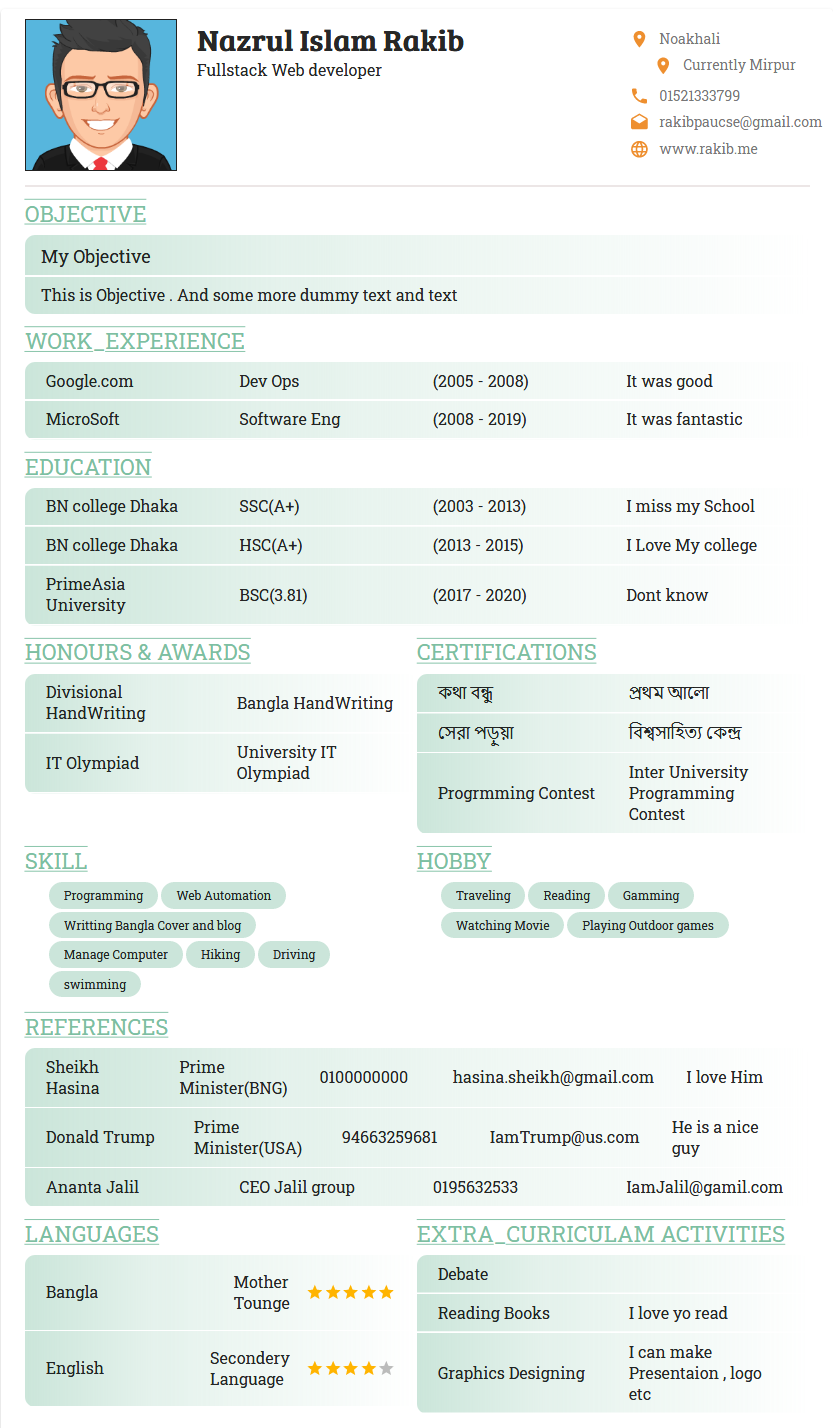 Nazrul Islam Rakib
Fullstack Web developer
Noakhali
Currently Mirpur
01521333799
rakibpaucse@gmail.com
www.rakib.me
OBJECTIVE
My Objective
This is Objective . And some more dummy text and text
WORK_EXPERIENCE
Google.com Dev Ops (2005 - 2008) It was good
MicroSoft Software Eng (2008 - 2019) It was fantastic
EDUCATION
BN college Dhaka SSC(A+) (2003 - 2013) I miss my School
BN college Dhaka HSC(A+) (2013 - 2015) I Love My college
PrimeAsia
University
BSC(3.81) (2017 - 2020) Dont know
HONOURS & AWARDS
Divisional
HandWriting
Bangla HandWriting
IT Olympiad
University IT
Olympiad
CERTIFICATIONS
কথা বন্ধু প্রথম আলো
সেরা পড়ুয়া বিশ্বসাহিত্য কেন্দ্র
Progrmming Contest
Inter University
Programming
Contest
SKILL
Programming Web Automation
Writting Bangla Cover and blog
Manage Computer Hiking Driving
swimming
HOBBY
Traveling Reading Gamming
Watching Movie Playing Outdoor games
REFERENCES
Sheikh
Hasina
Prime
Minister(BNG)
0100000000 hasina.sheikh@gmail.com I love Him
Donald Trump
Prime
Minister(USA)
94663259681 IamTrump@us.com
He is a nice
guy
Ananta Jalil CEO Jalil group 0195632533 IamJalil@gamil.com
LANGUAGES
Bangla
Mother
Tounge
English
Secondery
Language
EXTRA_CURRICULAM ACTIVITIES
Debate
Reading Books I love yo read
Graphics Designing
I can make
Presentaion , logo
etc